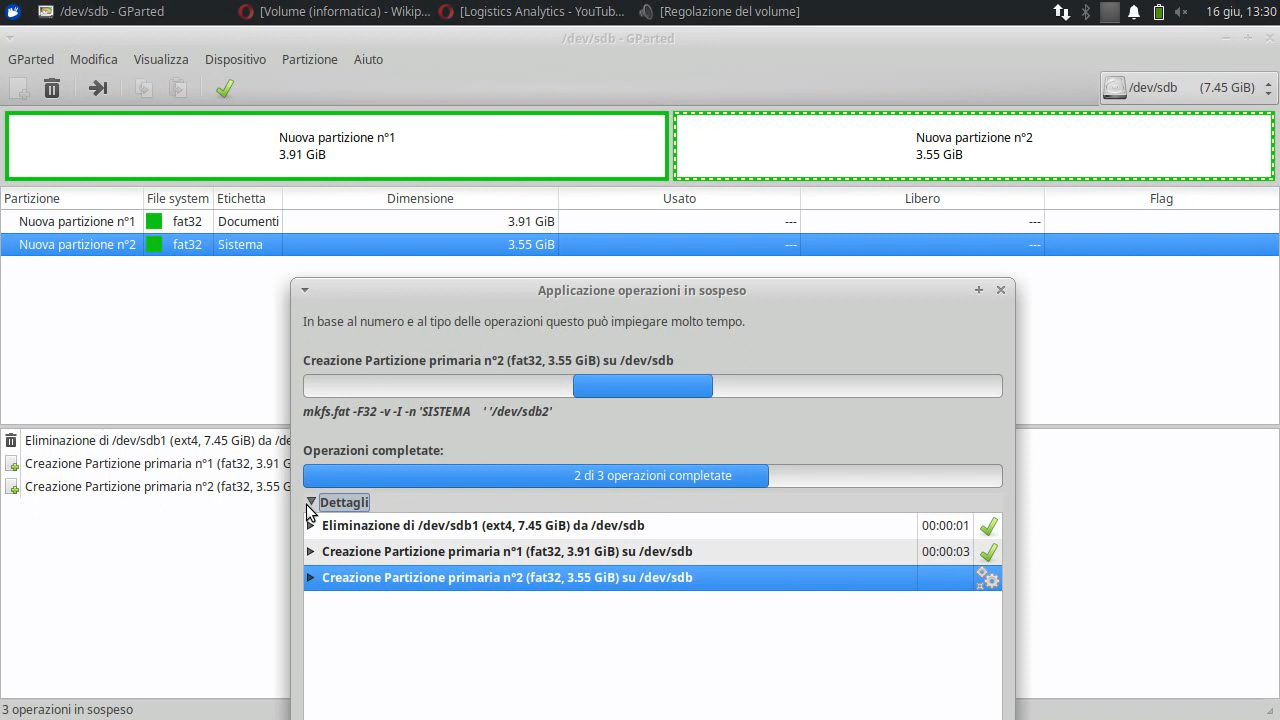 /dev/sdb - GParted
[Volume (informatica) - Wikip...
[Logistics Analytics - YouTub...
[Regolazione del volume]
16 giu, 13:30
/dev/sdb - GParted
GParted Modifica Visualizza Dispositivo Partizione Aiuto
/dev/sdb (7.45 GiB)
Nuova partizione n°1
3.91 GiB
Nuova partizione n°2
3.55 GiB
Partizione File system Etichetta Dimensione Usato Libero Flag
Nuova partizione n°1 fat32 Documenti 3.91 GiB --- ---
Nuova partizione n°2 fat32 Sistema 3.55 GiB --- ---
Applicazione operazioni in sospeso
In base al numero e al tipo delle operazioni questo può impiegare molto tempo.
Creazione Partizione primaria n°2 (fat32, 3.55 GiB) su /dev/sdb
mkfs.fat -F32 -v -I -n 'SISTEMA    ' '/dev/sdb2'
Operazioni completate:
2 di 3 operazioni completate
Dettagli
Eliminazione di /dev/sdb1 (ext4, 7.45 GiB) da /dev/sdb 00:00:01
Creazione Partizione primaria n°1 (fat32, 3.91 GiB) su /dev/sdb 00:00:03
Creazione Partizione primaria n°2 (fat32, 3.55 GiB) su /dev/sdb
Eliminazione di /dev/sdb1 (ext4, 7.45 GiB) da /de
Creazione Partizione primaria n°1 (fat32, 3.91 G
Creazione Partizione primaria n°2 (fat32, 3.55 G
3 operazioni in sospeso